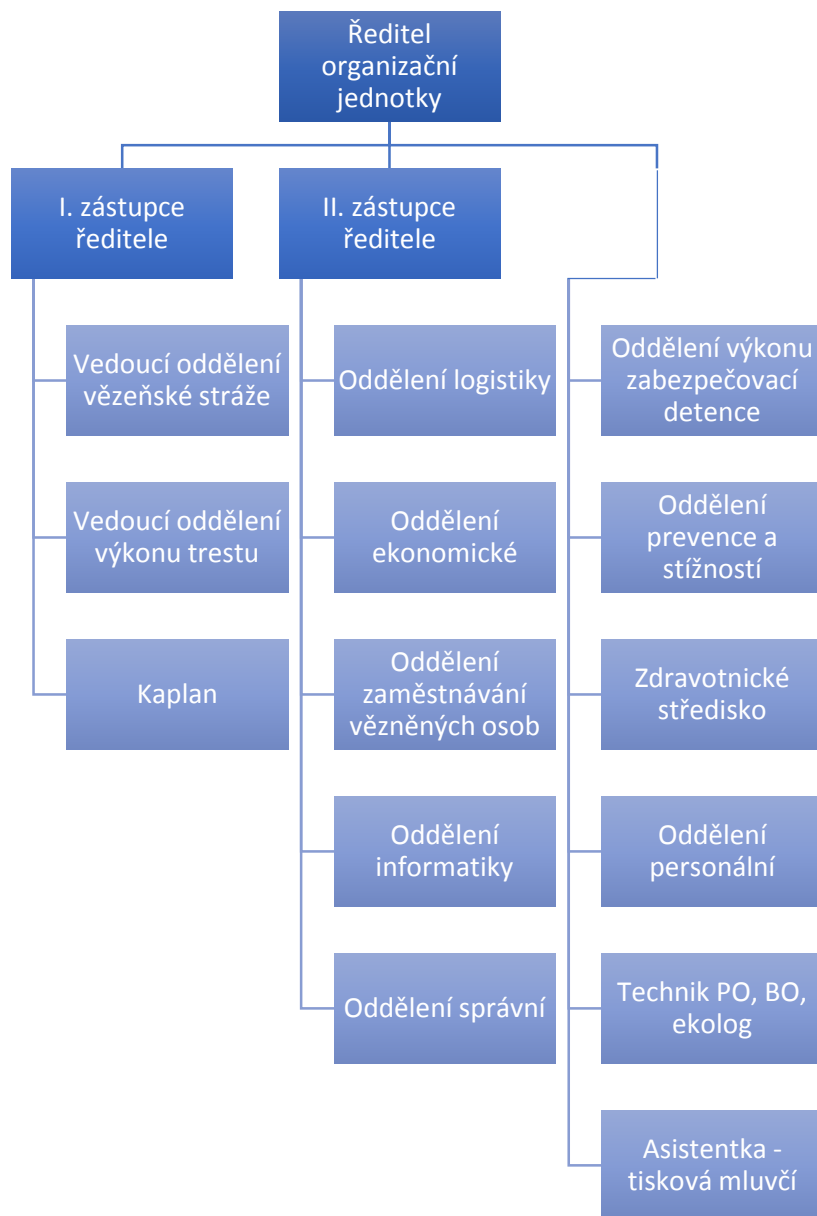 Ředitel
organizační
jednotky
I. zástupce
ředitele
II. zástupce
ředitele
Vedoucí oddělení
vězeňské stráže
Vedoucí oddělení
výkonu trestu
Kaplan
Oddělení logistiky
Oddělení
ekonomické
Oddělení
zaměstnávání
vězněných osob
Oddělení
informatiky
Oddělení správní
Oddělení výkonu
zabezpečovací
detence
Oddělení
prevence a
stížností
Zdravotnické
středisko
Oddělení
personální
Technik PO, BO,
ekolog
Asistentka -
tisková mluvčí